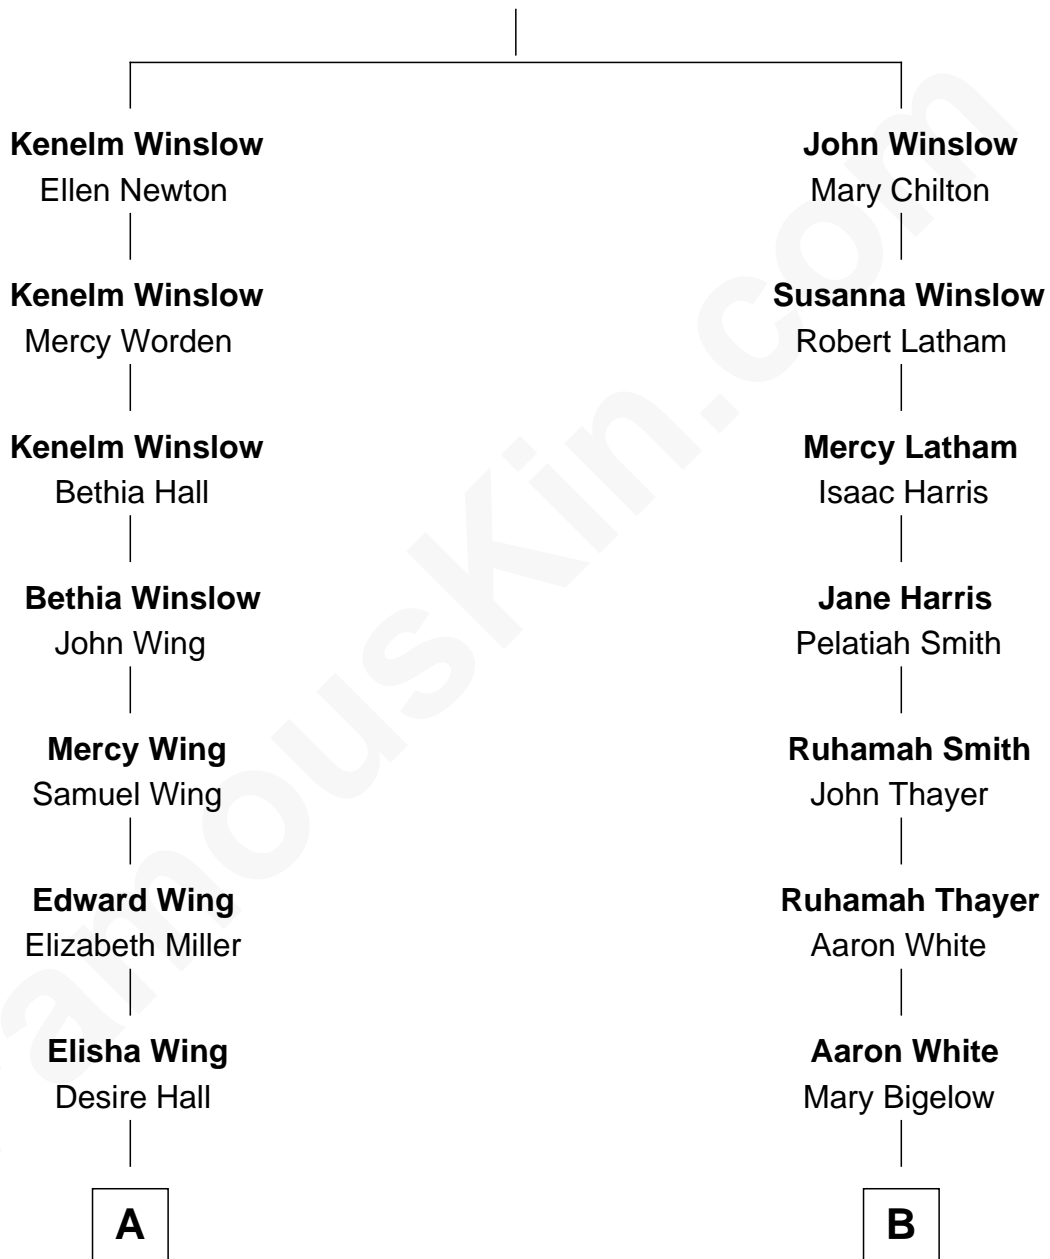 Kenelm Winslow
Ellen Newton
Kenelm Winslow
Mercy Worden
Kenelm Winslow
Bethia Hall
Bethia Winslow
John Wing
Mercy Wing
Samuel Wing
Edward Wing
Elizabeth Miller
Elisha Wing
Desire Hall
A
John Winslow
Mary Chilton
Susanna Winslow
Robert Latham
Mercy Latham
Isaac Harris
Jane Harris
Pelatiah Smith
Ruhamah Smith
John Thayer
Ruhamah Thayer
Aaron White
Aaron White
Mary Bigelow
B
amousKin.com